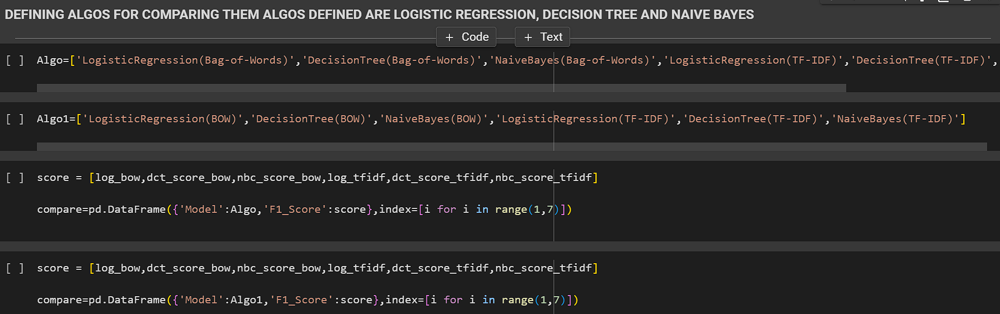 DEFINING ALGOS FOR COMPARING THEM ALGOS DEFINED ARE LOGISTIC REGRESSION, DECISION TREE AND NAIVE BAYES
+ Code + Text
[ ] Algo=['LogisticRegression(Bag-of-Words)','DecisionTree(Bag-of-Words)','NaiveBayes(Bag-of-Words)','LogisticRegression(TF-IDF)','DecisionTree(TF-IDF)',
[ ] Algo1=['LogisticRegression(BOW)','DecisionTree(BOW)','NaiveBayes(BOW)','LogisticRegression(TF-IDF)','DecisionTree(TF-IDF)','NaiveBayes(TF-IDF)']
[ ] score = [log_bow,dct_score_bow,nbc_score_bow,log_tfidf,dct_score_tfidf,nbc_score_tfidf]
compare=pd.DataFrame({'Model':Algo,'F1_Score':score},index=[i for i in range(1,7)])
[ ] score = [log_bow,dct_score_bow,nbc_score_bow,log_tfidf,dct_score_tfidf,nbc_score_tfidf]
compare=pd.DataFrame({'Model':Algo1,'F1_Score':score},index=[i for i in range(1,7)])